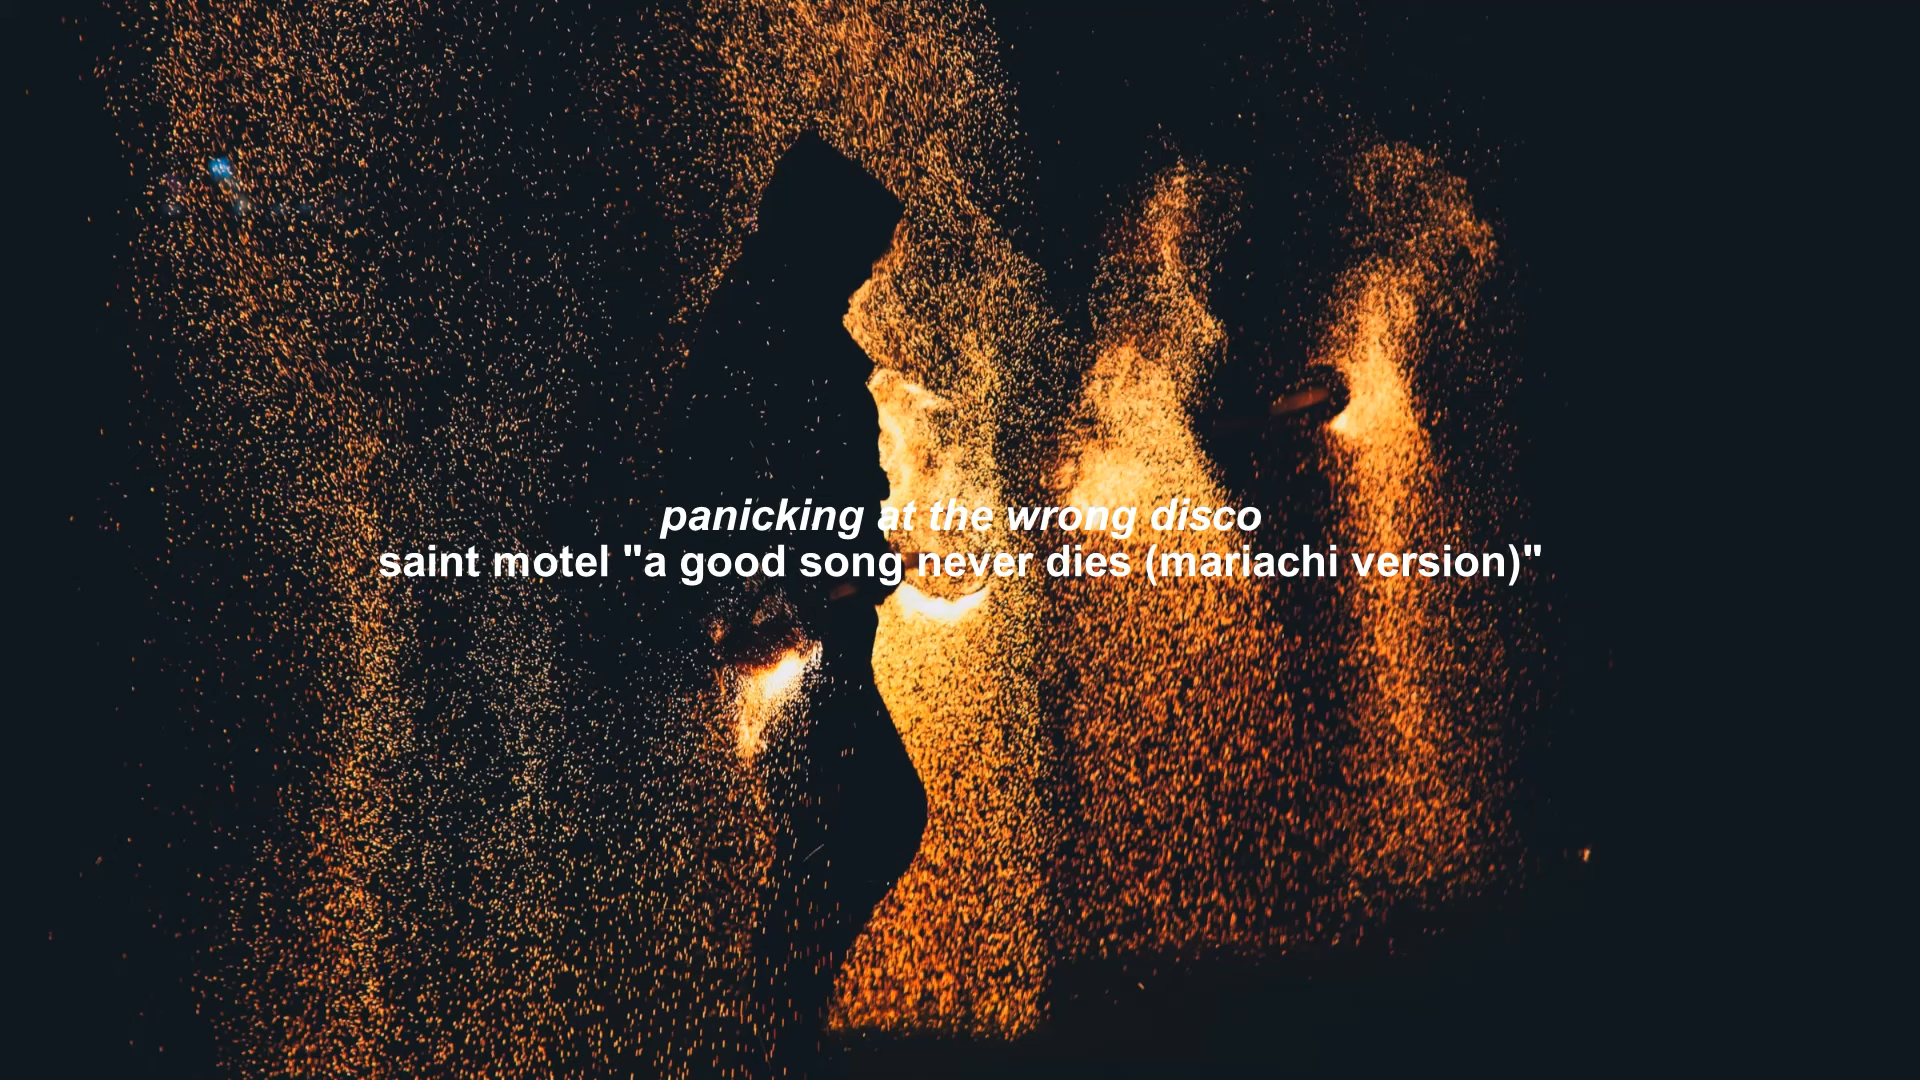 panicking at the wrong disco
saint motel "a good song never dies (mariachi version)"